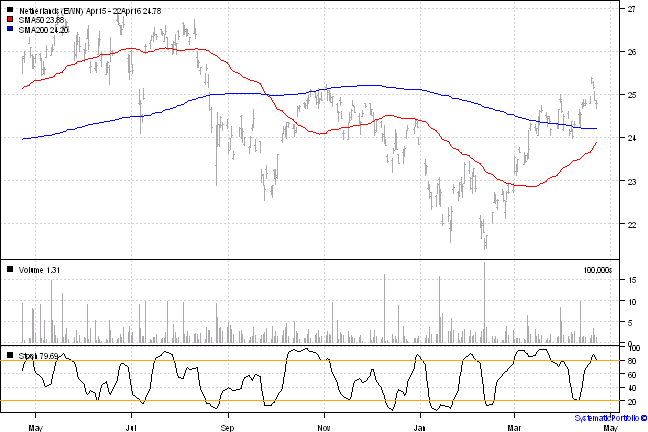 Netherlands (EWN) Apr15 - 22Apr16 24.78
SMA50 23.88
SMA200 24.20
27
26
25
24
23
22
Volume 1.31
100,000s
15
10
5
0
Stoch 79.69
100
80
60
40
20
May Jul Sep Nov Jan Mar May
SystematicPortfolio ©